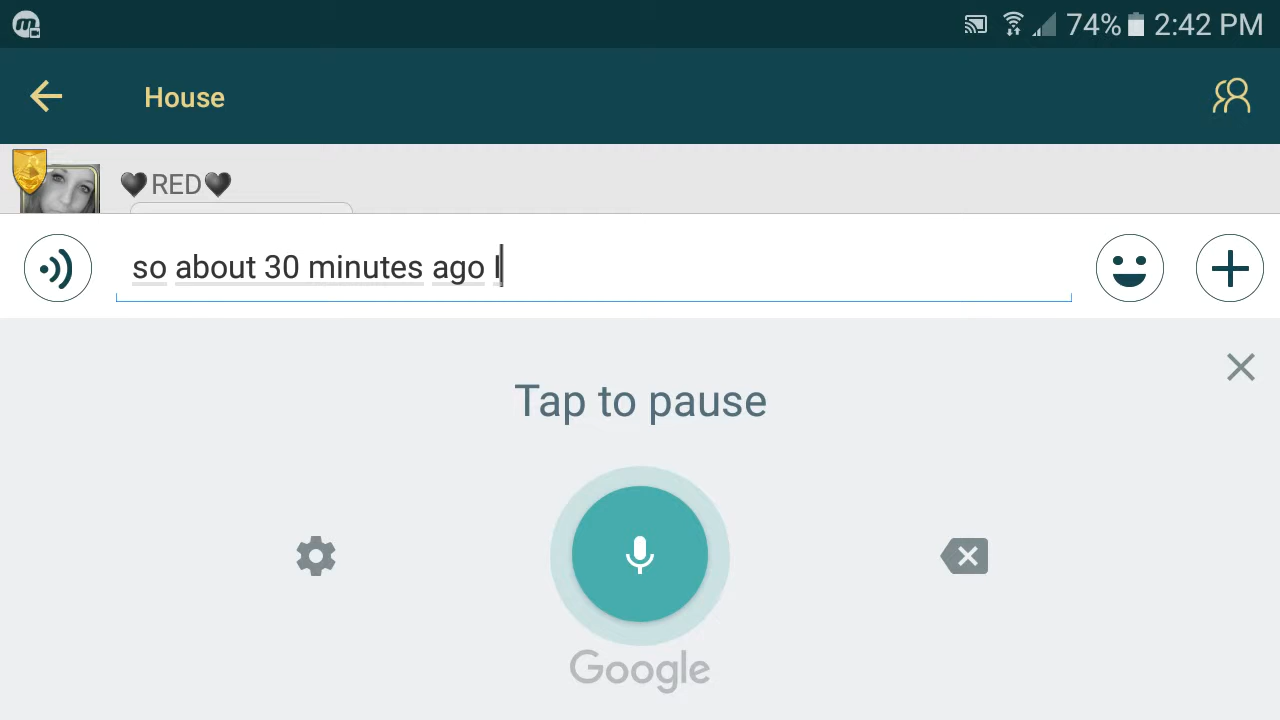 74% 2:42 PM
House
🖤RED🖤
so about 30 minutes ago I
Tap to pause
Google